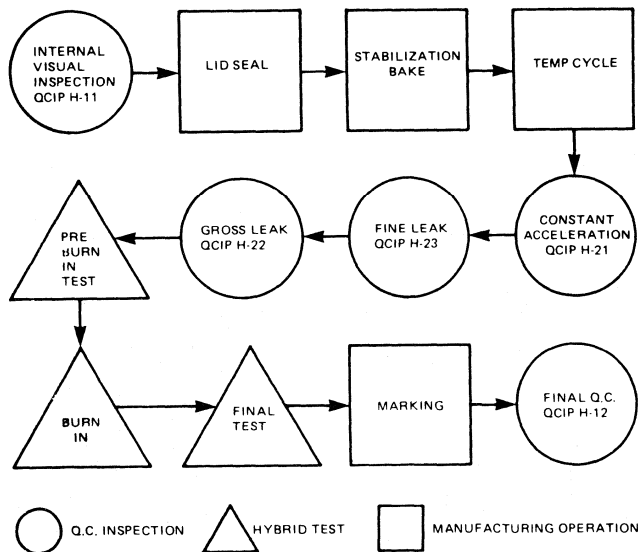 INTERNAL
VISUAL
INSPECTION
QCIP H-11
LID SEAL
STABILIZATION
BAKE
TEMP CYCLE
PRE
BURN
IN
TEST
GROSS LEAK
QCIP H-22
FINE LEAK
QCIP H-23
CONSTANT
ACCELERATION
QCIP H-21
BURN
IN
FINAL
TEST
MARKING
FINAL Q.C.
QCIP H-12
Q.C. INSPECTION
HYBRID TEST
MANUFACTURING OPERATION